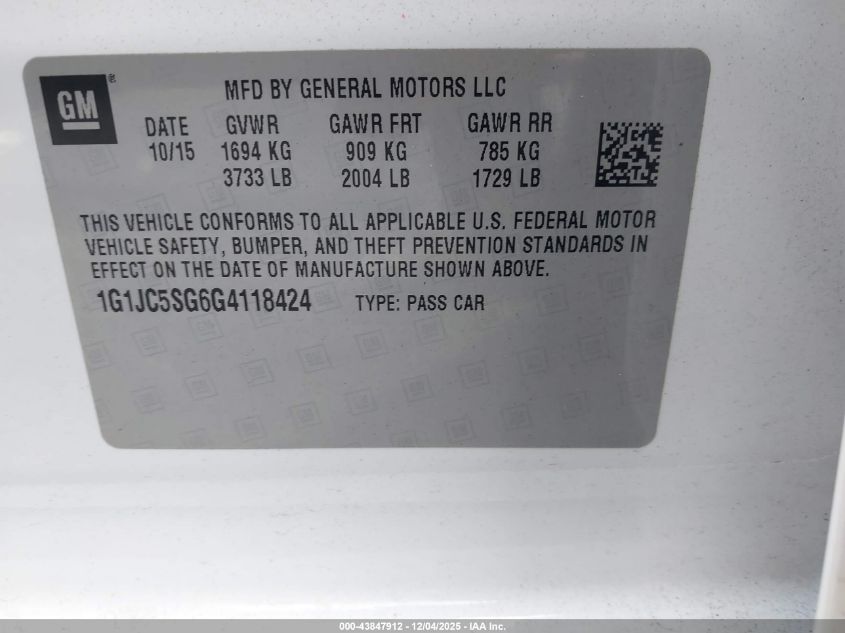 GM ®
MFD BY GENERAL MOTORS LLC
DATE GVWR GAWR FRT GAWR RR
10/15 1694 KG 909 KG 785 KG
3733 LB 2004 LB 1729 LB
THIS VEHICLE CONFORMS TO ALL APPLICABLE U.S. FEDERAL MOTOR
VEHICLE SAFETY, BUMPER, AND THEFT PREVENTION STANDARDS IN
EFFECT ON THE DATE OF MANUFACTURE SHOWN ABOVE.
1G1JC5SG6G4118424 TYPE: PASS CAR
000-43847912 - 12/04/2025 - IAA Inc.